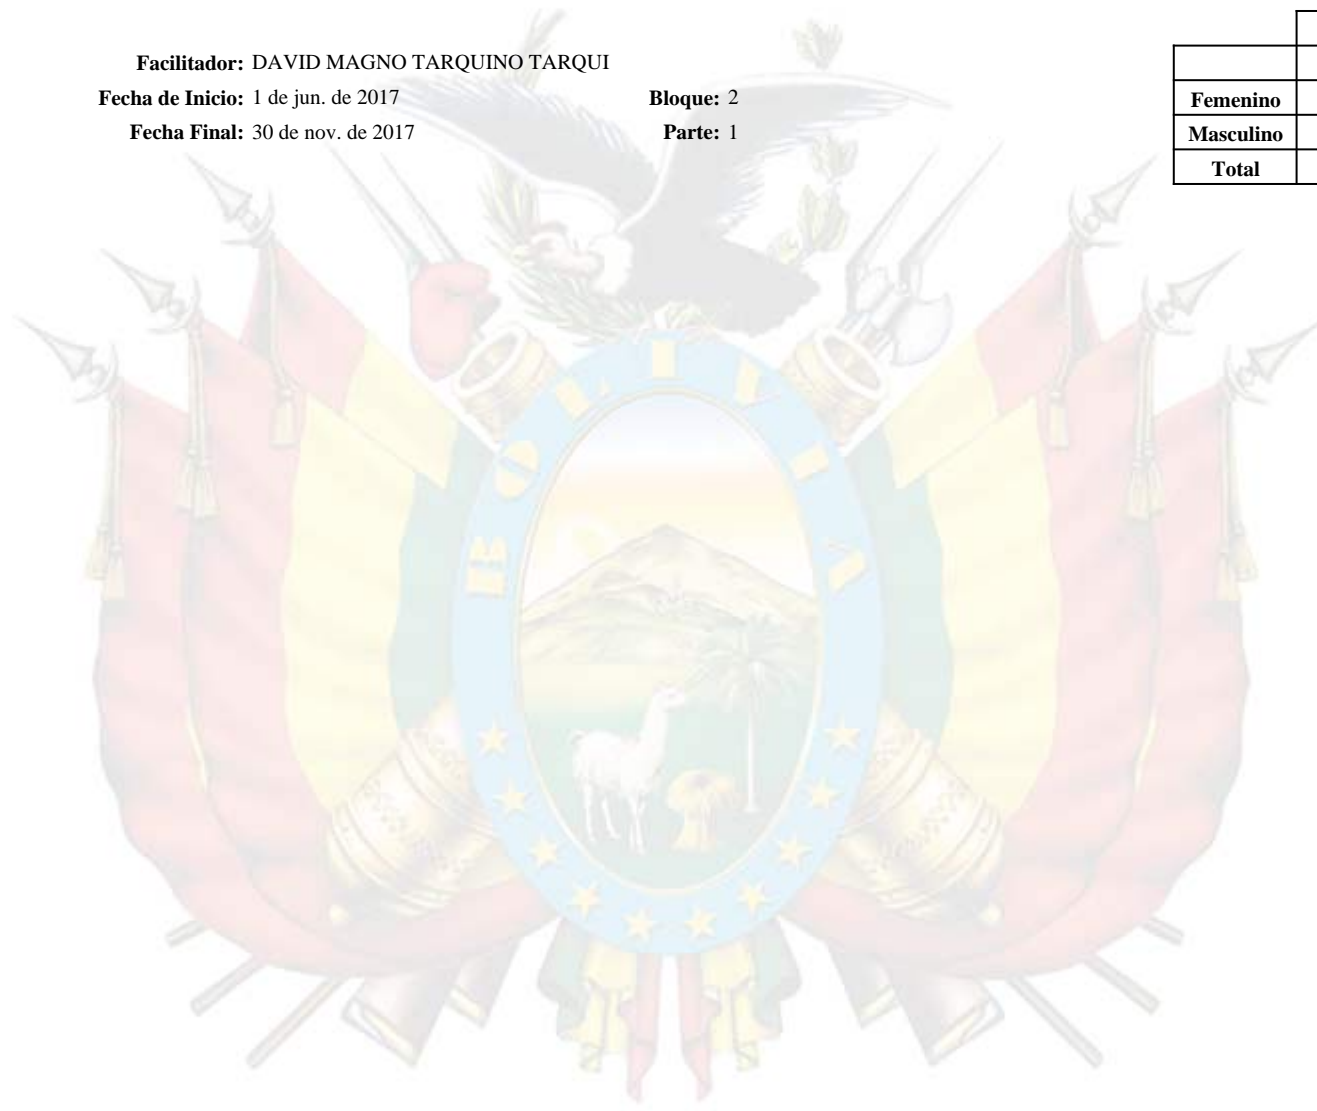 Facilitador: DAVID MAGNO TARQUINO TARQUI
Fecha de Inicio: 1 de jun. de 2017 Bloque: 2
Fecha Final: 30 de nov. de 2017 Parte: 1
Femenino
Masculino
Total
BOLIVIA